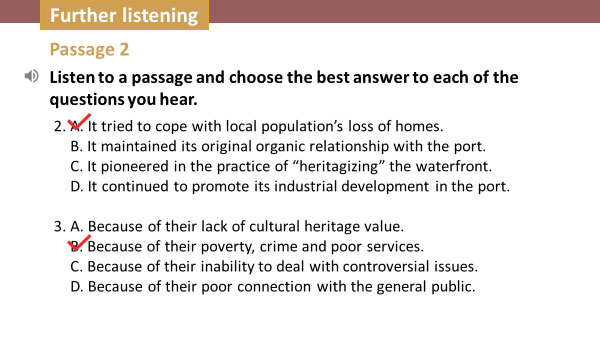 Further listening
Passage 2
Listen to a passage and choose the best answer to each of the
questions you hear.
2. A. It tried to cope with local population's loss of homes.
B. It maintained its original organic relationship with the port.
C. It pioneered in the practice of “heritagizing” the waterfront.
D. It continued to promote its industrial development in the port.
3. A. Because of their lack of cultural heritage value.
B. Because of their poverty, crime and poor services.
C. Because of their inability to deal with controversial issues.
D. Because of their poor connection with the general public.